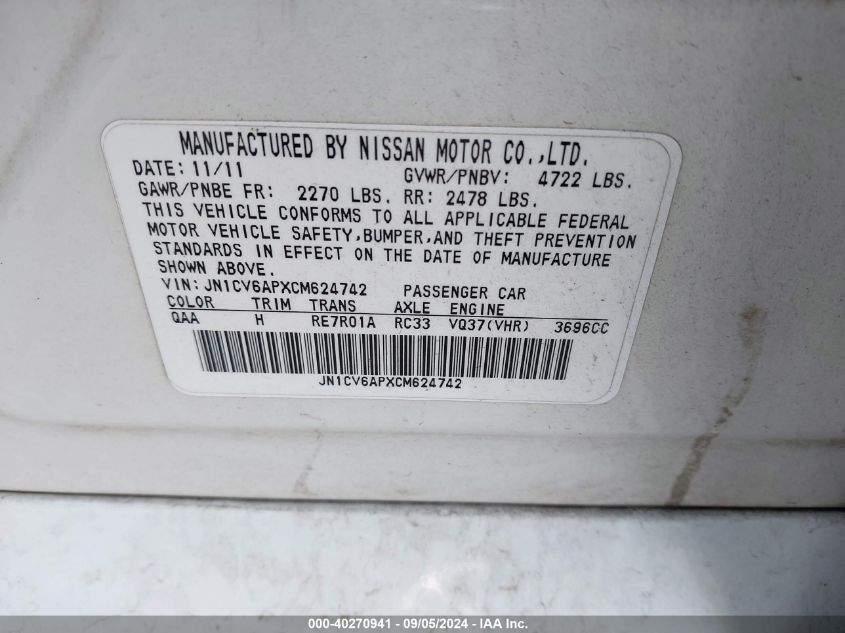 MANUFACTURED BY NISSAN MOTOR CO.,LTD.
DATE: 11/11 GVWR/PNBV: 4722 LBS.
GAWR/PNBE FR: 2270 LBS. RR: 2478 LBS.
THIS VEHICLE CONFORMS TO ALL APPLICABLE FEDERAL
MOTOR VEHICLE SAFETY,BUMPER,AND THEFT PREVENTION
STANDARDS IN EFFECT ON THE DATE OF MANUFACTURE
SHOWN ABOVE.
VIN:JN1CV6APXCM624742 PASSENGER CAR
COLOR TRIM TRANS AXLE ENGINE
QAA H RE7R01A RC33 VQ37(VHR) 3696CC
JN1CV6APXCM624742
000-40270941 - 09/05/2024 - IAA Inc.